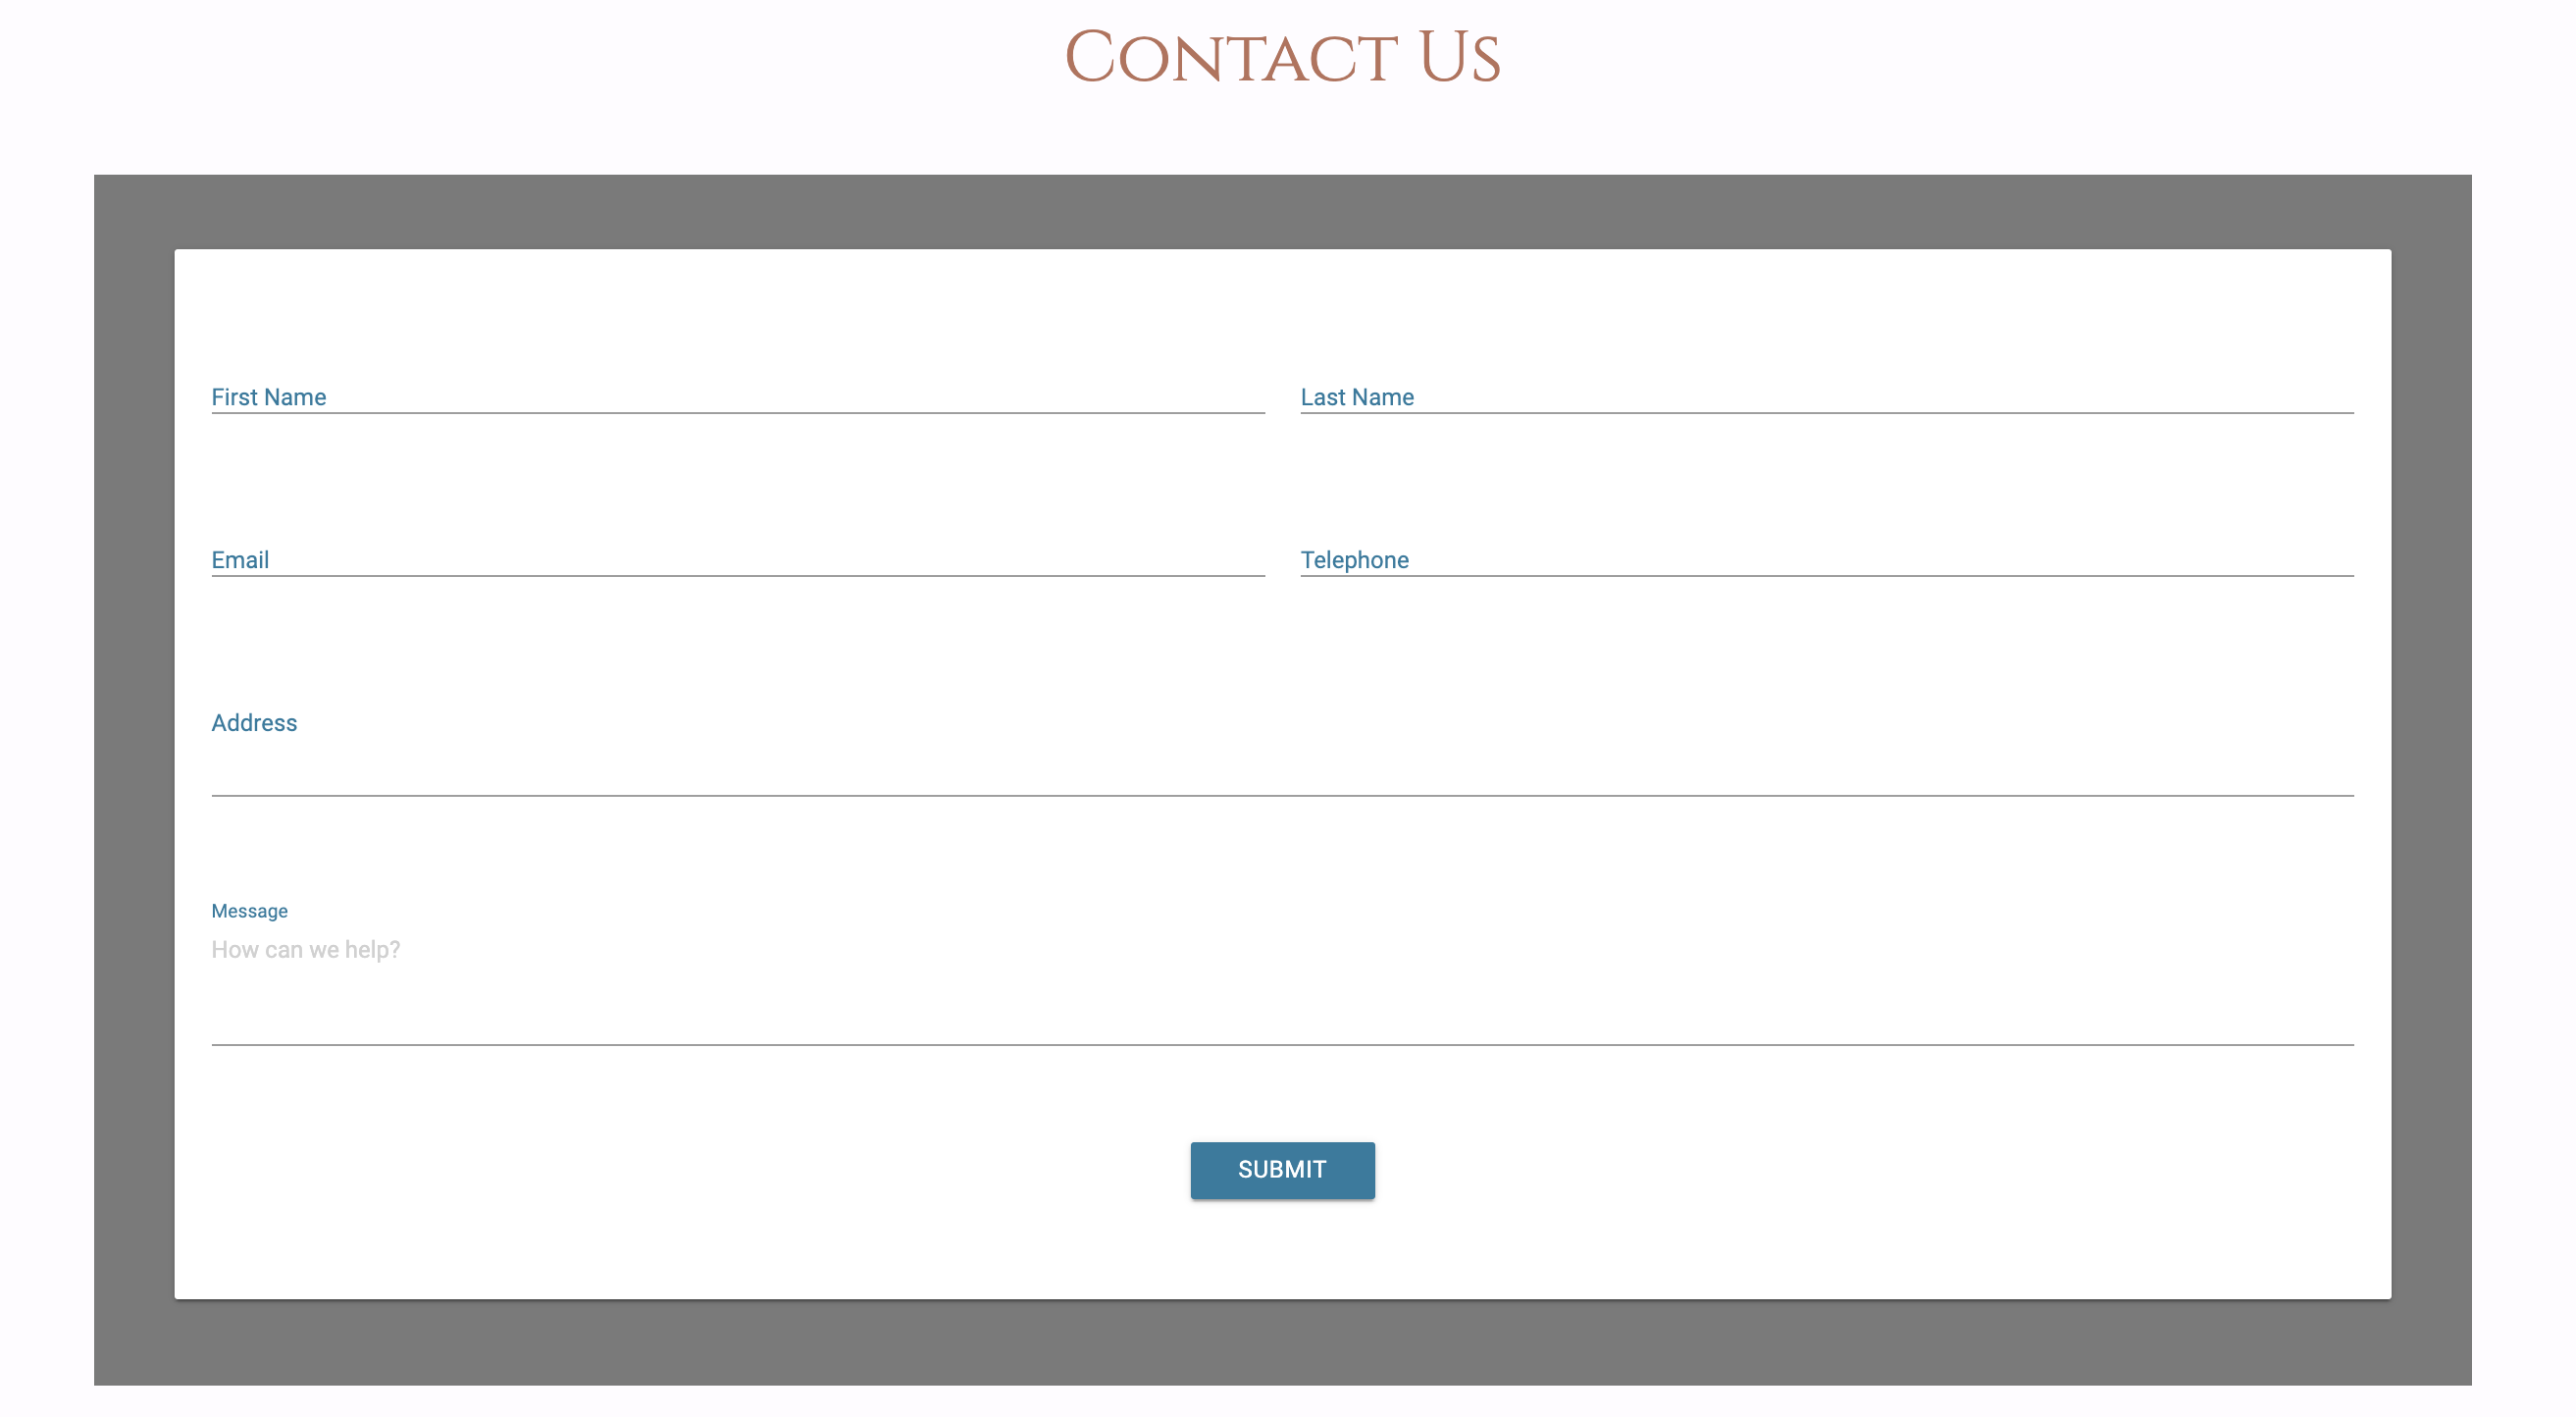 Contact Us
First Name
Last Name
Email
Telephone
Address
Message
How can we help?
SUBMIT